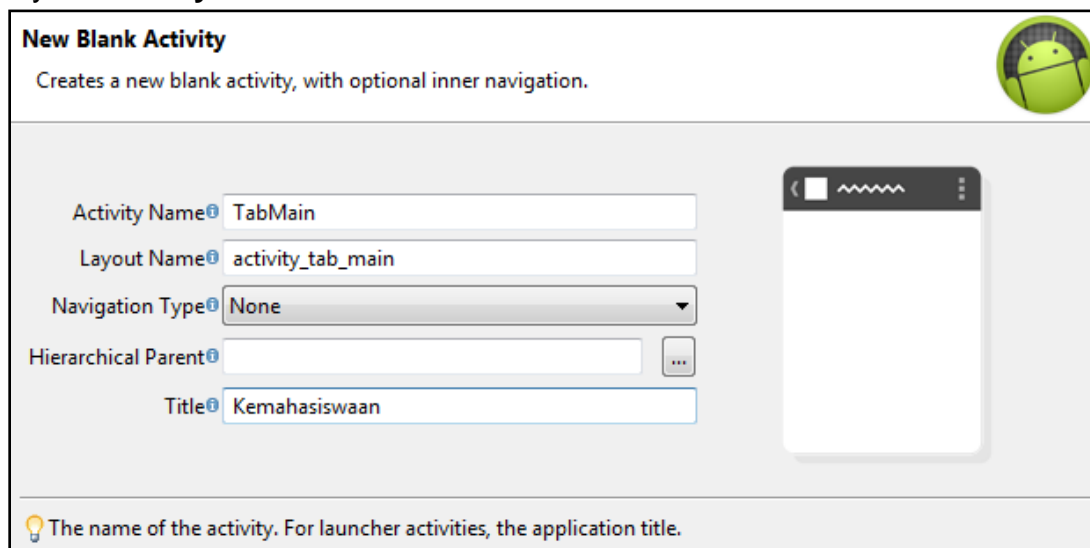 New Blank Activity
Creates a new blank activity, with optional inner navigation.
Activity Name TabMain
Layout Name activity_tab_main
Navigation Type None
Hierarchical Parent ...
Title Kemahasiswaan
The name of the activity. For launcher activities, the application title.